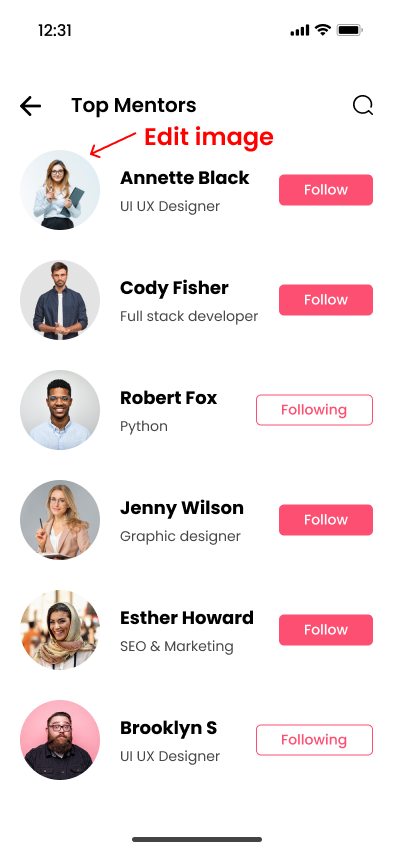 12:31
Top Mentors
Edit image
Annette Black
UI UX Designer
Follow
Cody Fisher
Full stack developer
Follow
Robert Fox
Python
Following
Jenny Wilson
Graphic designer
Follow
Esther Howard
SEO & Marketing
Follow
Brooklyn S
UI UX Designer
Following